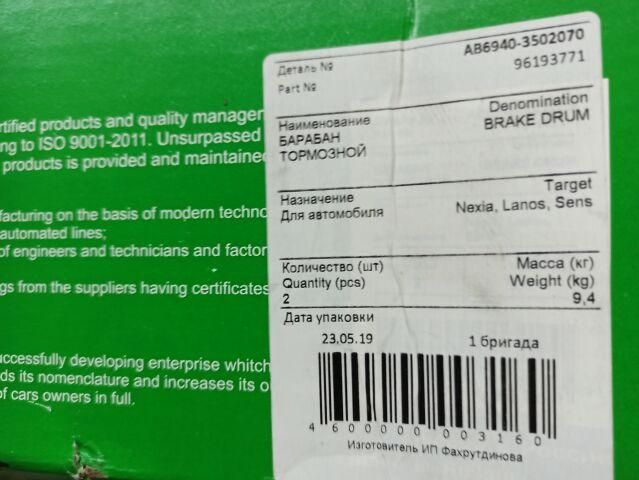 rtified products and quality manager
ng to ISO 9001-2011. Unsurpassed
products is provided and maintained
facturing on the basis of modern techno
automated lines;
of engineers and technicians and factor
gs from the suppliers having certificates
uccessfully developing enterprise whitch
ds its nomenclature and increases its o
of cars owners in full.
Деталь № AB6940-3502070
Part № 96193771
Наименование Denomination
БАРАБАН BRAKE DRUM
ТОРМОЗНОЙ
Назначение Target
Для автомобиля Nexia, Lanos, Sens
Количество (шт) Масса (кг)
Quantity (pcs) Weight (kg)
2 9,4
Дата упаковки
23.05.19 1 бригада
4 600000 003160
Изготовитель ИП Фахрутдинова